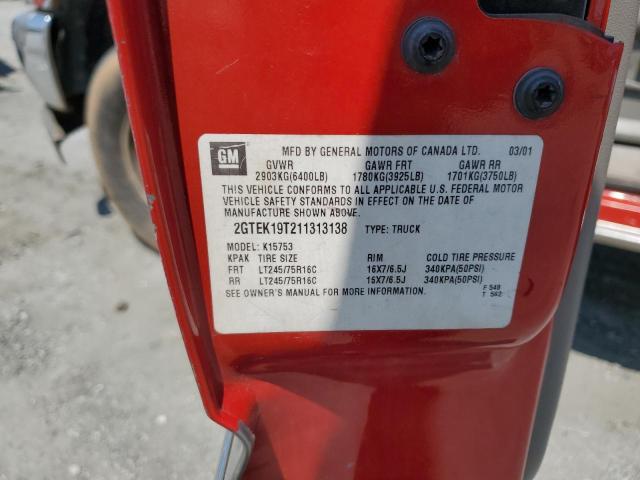 GM
MFD BY GENERAL MOTORS OF CANADA LTD. 03/01
GVWR GAWR FRT GAWR RR
2903KG(6400LB) 1780KG(3925LB) 1701KG(3750LB)
THIS VEHICLE CONFORMS TO ALL APPLICABLE U.S. FEDERAL MOTOR
VEHICLE SAFETY STANDARDS IN EFFECT ON THE DATE OF
MANUFACTURE SHOWN ABOVE.
2GTEK19T211313138 TYPE: TRUCK
MODEL: K15753
KPAK TIRE SIZE RIM COLD TIRE PRESSURE
FRT LT245/75R16C 16X7/6.5J 340KPA(50PSI)
RR LT245/75R16C 15X7/6.5J 340KPA(50PSI)
SEE OWNER'S MANUAL FOR MORE INFORMATION.
F 549
T 562